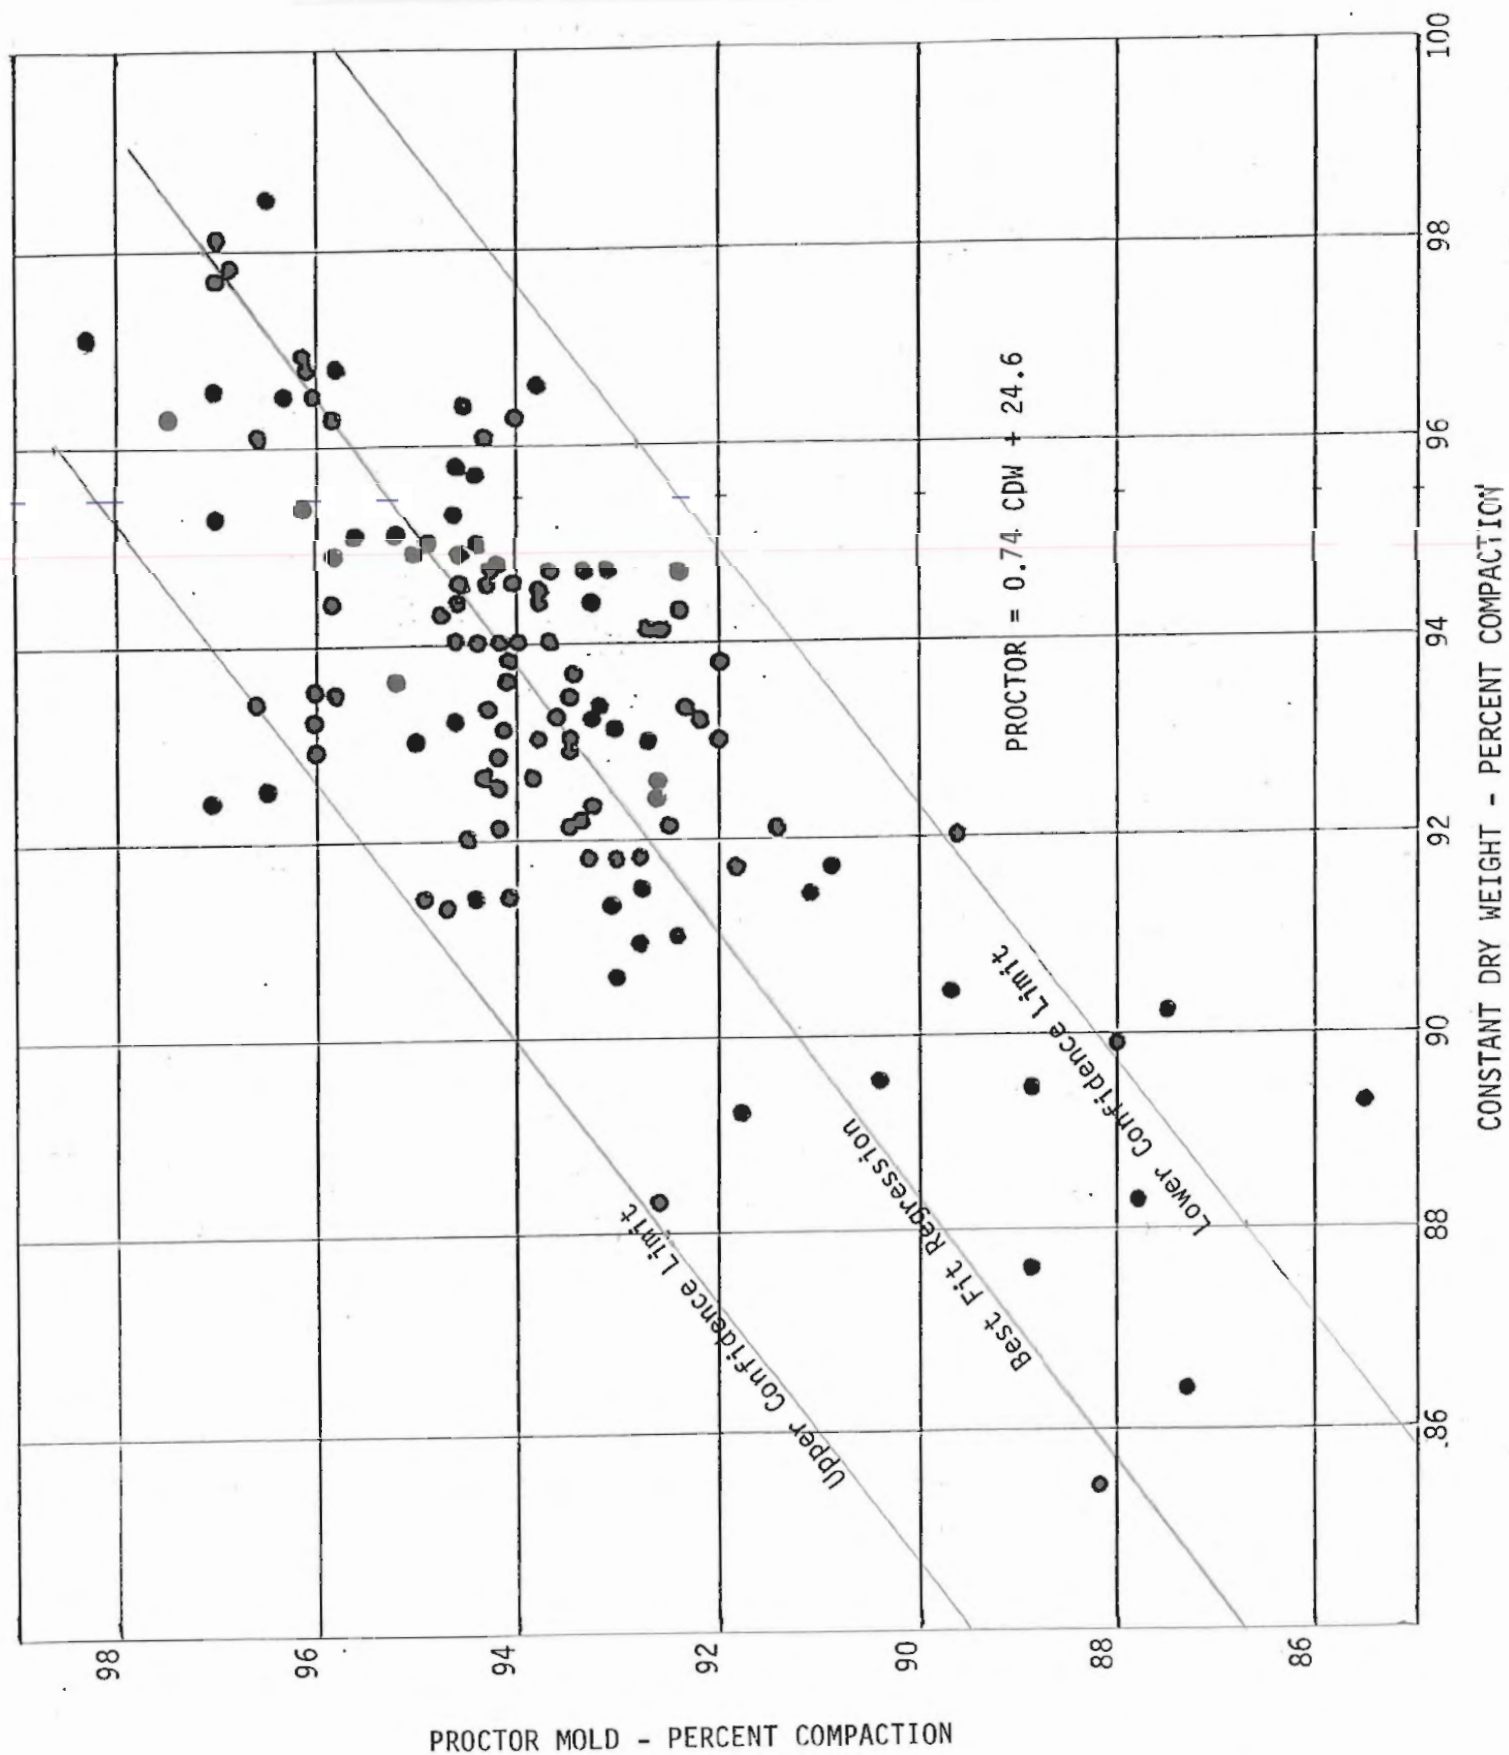 PROCTOR MOLD - PERCENT COMPACTION
98
96
94
92
90
88
86
Upper Confidence Limit
Best Fit Regression
Lower Confidence Limit
PROCTOR = 0.74 CDW + 24.6
86
88
90
92
94
96
98
100
CONSTANT DRY WEIGHT - PERCENT COMPACTION